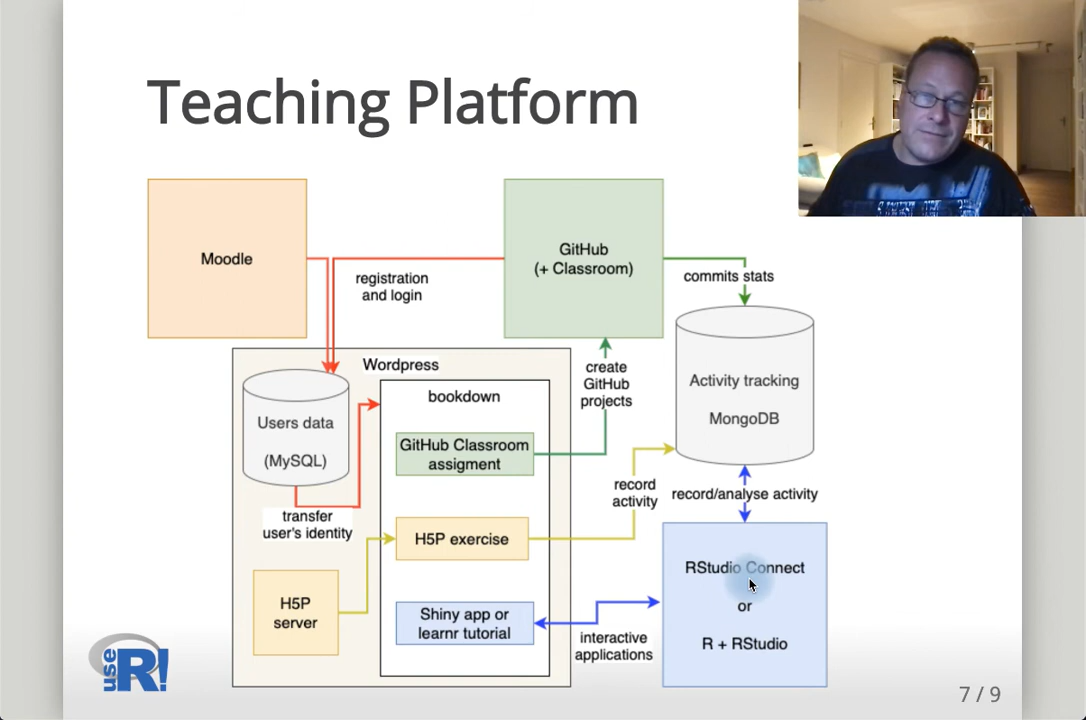 Teaching Platform
Moodle
GitHub
(+ Classroom)
registration
and login
commits stats
Wordpress
bookdown
create
GitHub
projects
Activity tracking
MongoDB
Users data
(MySQL)
GitHub Classroom
assigment
record
activity
record/analyse activity
transfer
user's identity
H5P exercise
RStudio Connect
or
R + RStudio
H5P
server
Shiny app or
learnr tutorial
interactive
applications
use
R!
7 / 9